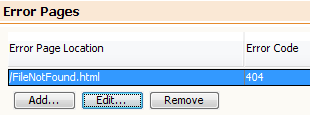 Error Pages
Error Page Location Error Code
/FileNotFound.html 404
Add... Edit... Remove